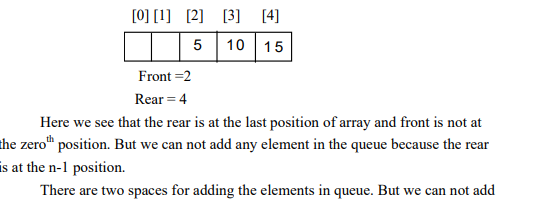 [0] [1] [2] [3] [4]
5 10 15
Front =2
Rear = 4
Here we see that the rear is at the last position of array and front is not at
the zeroth position. But we can not add any element in the queue because the rear
is at the n-1 position.
There are two spaces for adding the elements in queue. But we can not add